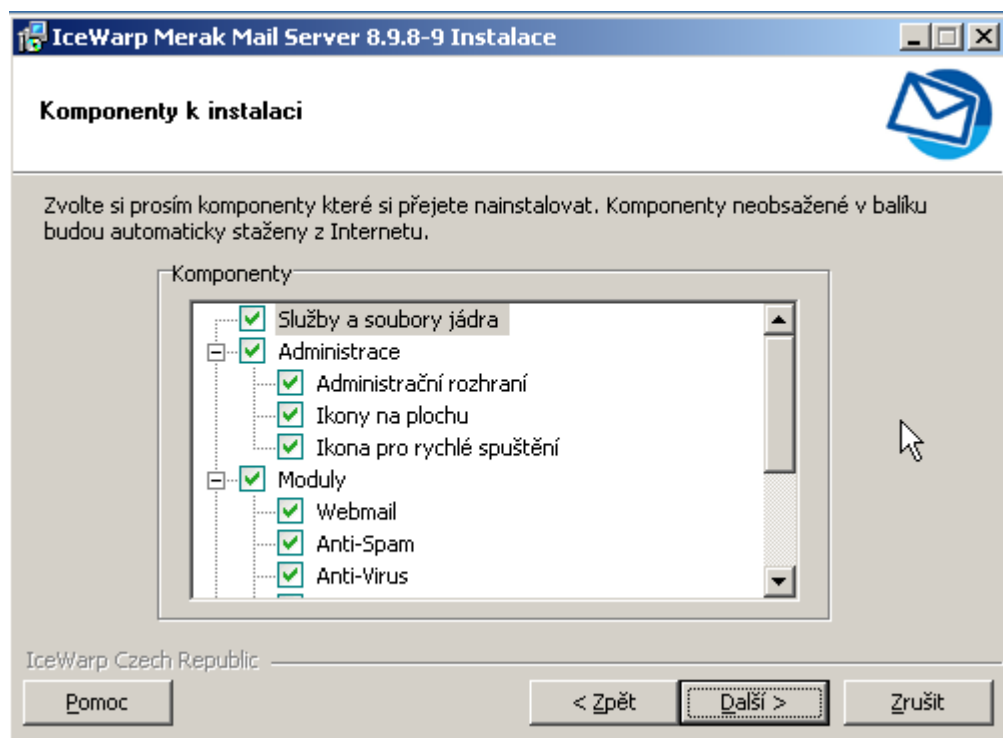 IceWarp Merak Mail Server 8.9.8-9 Instalace
Komponenty k instalaci
Zvolte si prosím komponenty které si přejete nainstalovat. Komponenty neobsažené v balíku
budou automaticky staženy z Internetu.
Komponenty
Služby a soubory jádra
Administrace
Administrační rozhraní
Ikony na plochu
Ikona pro rychlé spuštění
Moduly
Webmail
Anti-Spam
Anti-Virus
IceWarp Czech Republic
Pomoc
< Zpět
Další >
Zrušit